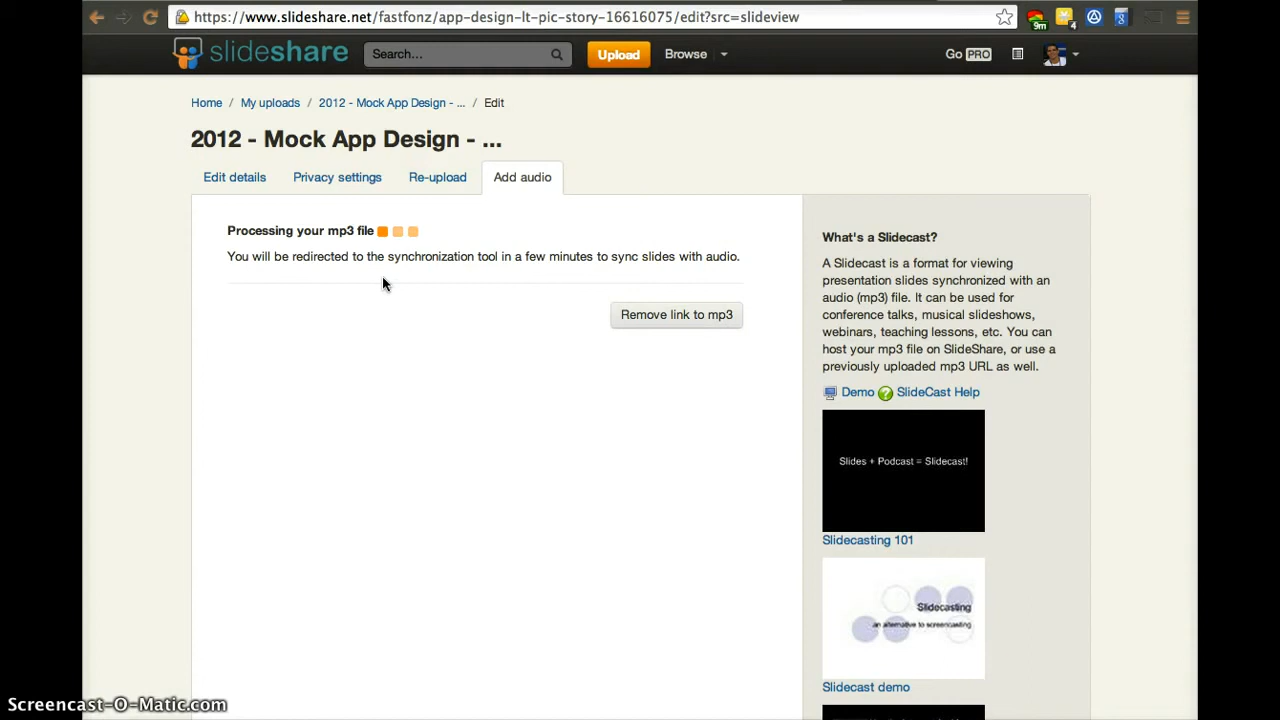 https://www.slideshare.net/fastfonz/app-design-lt-pic-story-16616075/edit?src=slideview
9m
4
slideshare
Search...
Upload
Browse
Go PRO
Home / My uploads / 2012 - Mock App Design - ... / Edit
2012 - Mock App Design - ...
Edit details
Privacy settings
Re-upload
Add audio
Processing your mp3 file
You will be redirected to the synchronization tool in a few minutes to sync slides with audio.
Remove link to mp3
What's a Slidecast?
A Slidecast is a format for viewing
presentation slides synchronized with an
audio (mp3) file. It can be used for
conference talks, musical slideshows,
webinars, teaching lessons, etc. You can
host your mp3 file on SlideShare, or use a
previously uploaded mp3 URL as well.
Demo ? SlideCast Help
Slides + Podcast = Slidecast!
Slidecasting 101
Slidecasting
an alternative to screencasting
Slidecast demo
Screencast-O-Matic.com